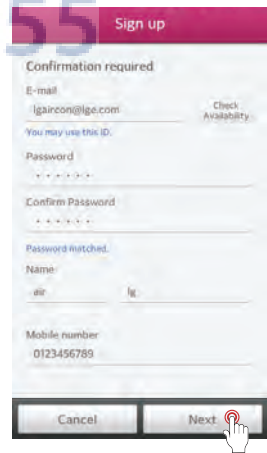 55
Sign up
Confirmation required
E-mail
lgaircon@lge.com
Check
Availability
You may use this ID.
Password
Confirm Password
Password matched.
Name
air lg
Mobile number
0123456789
Cancel Next